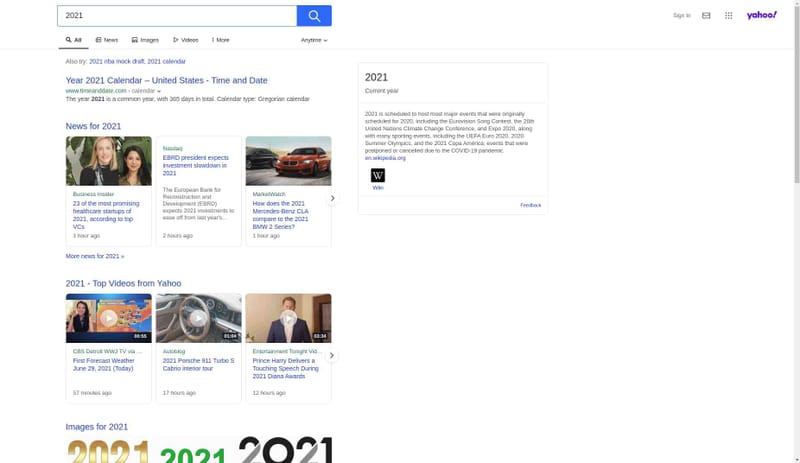 2021
Sign In
yahoo!
All
News
Images
Videos
More
Anytime
Also try: 2021 nba mock draft, 2021 calendar
Year 2021 Calendar – United States - Time and Date
www.timeanddate.com › calendar
The year 2021 is a common year, with 365 days in total. Calendar type: Gregorian calendar
News for 2021
Business Insider
23 of the most promising
healthcare startups of
2021, according to top
VCs
1 hour ago
Nasdaq
EBRD president expects
investment slowdown in
2021
The European Bank for
Reconstruction and
Development (EBRD)
expects 2021 investments to
ease off from last year's...
2 hours ago
MarketWatch
How does the 2021
Mercedes-Benz CLA
compare to the 2021
BMW 2 Series?
1 hour ago
More news for 2021 »
2021 - Top Videos from Yahoo
00:55
CBS Detroit WWJ TV via ...
First Forecast Weather
June 29, 2021 (Today)
57 minutes ago
01:04
Autoblog
2021 Porsche 911 Turbo S
Cabrio interior tour
17 hours ago
03:34
Entertainment Tonight Vid...
Prince Harry Delivers a
Touching Speech During
2021 Diana Awards
12 hours ago
Images for 2021
2021
2021
2021
2021
Current year
2021 is scheduled to host most major events that were originally
scheduled for 2020, including the Eurovision Song Contest, the 26th
United Nations Climate Change Conference, and Expo 2020, along
with many sporting events, including the UEFA Euro 2020, 2020
Summer Olympics, and the 2021 Copa América; events that were
postponed or canceled due to the COVID-19 pandemic.
en.wikipedia.org
W
Wiki
Feedback